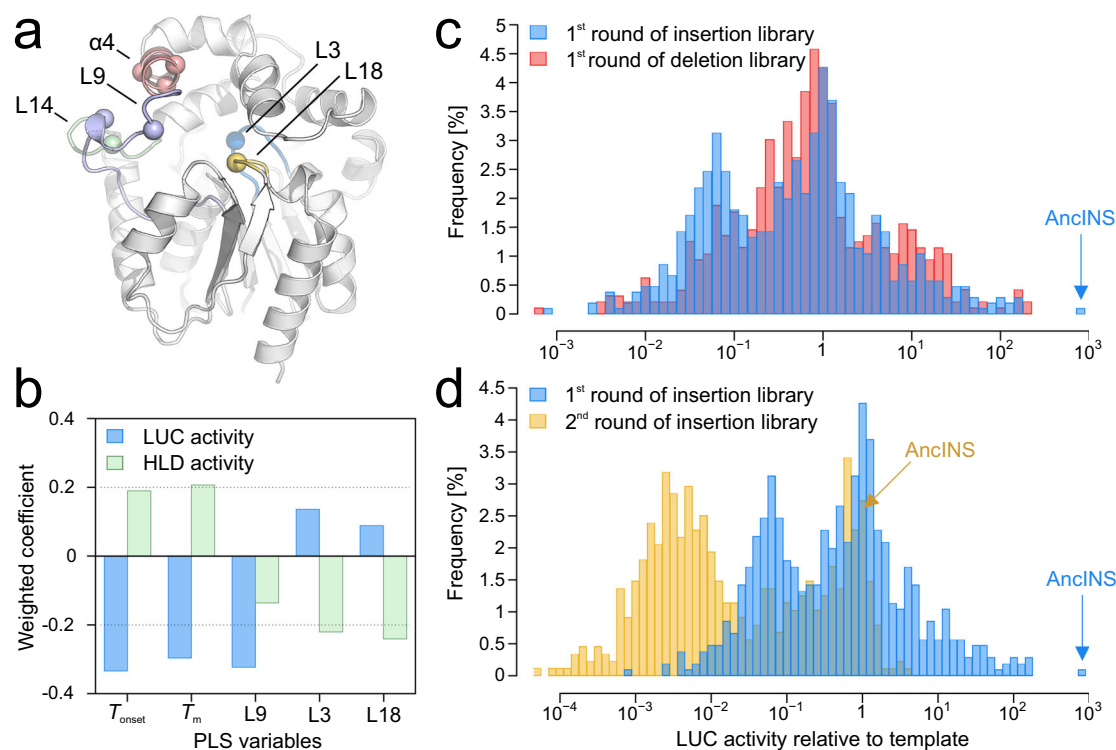 a
α4
L9
L14
L3
L18
b
0.4
0.2
0
-0.2
-0.4
Weighted coefficient
LUC activity
HLD activity
Tonset
Tm
L9
L3
L18
PLS variables
c
1st round of insertion library
1st round of deletion library
5
4.5
4
3.5
3
2.5
2
1.5
1
0.5
0
Frequency [%]
AncINS
10⁻³
10⁻²
10⁻¹
1
10¹
10²
10³
d
1st round of insertion library
2nd round of insertion library
4.5
4
3.5
3
2.5
2
1.5
1
0.5
0
Frequency [%]
AncINS
AncINS
10⁻⁴
10⁻³
10⁻²
10⁻¹
1
10¹
10²
10³
LUC activity relative to template